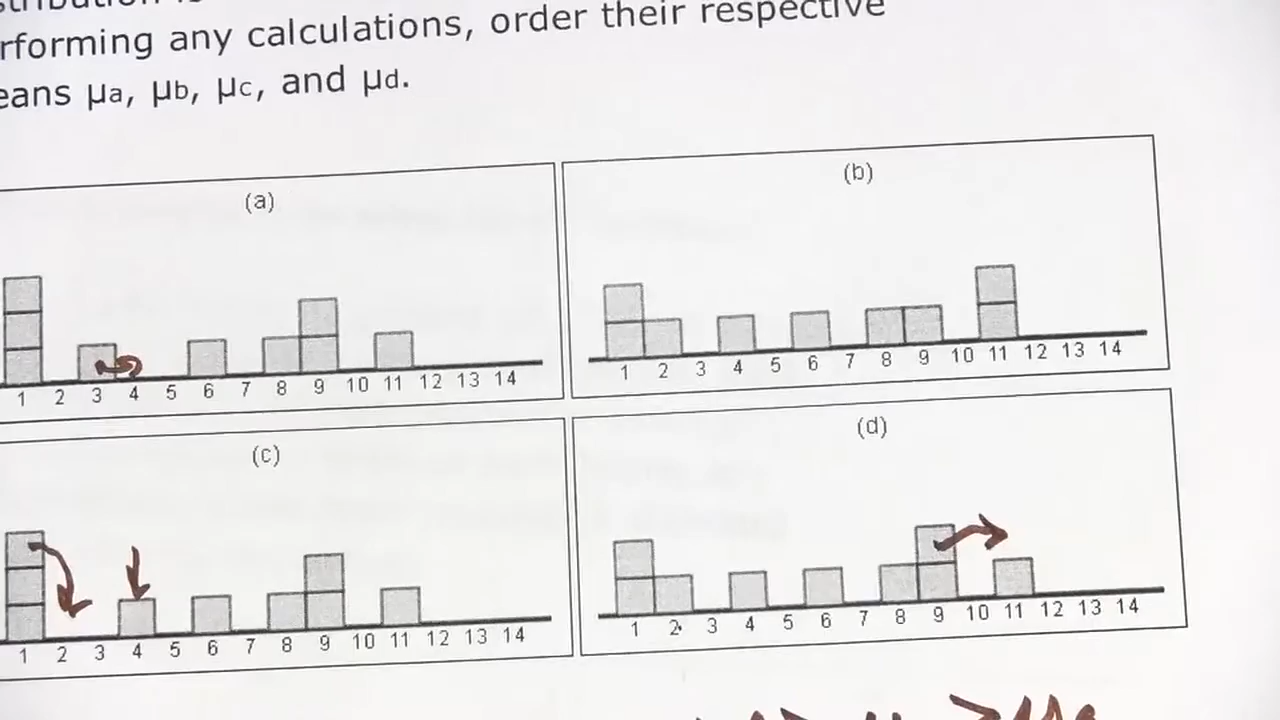 rforming any calculations, order their respective
eans µa, µb, µc, and µd.
(a)
1 2 3 4 5 6 7 8 9 10 11 12 13 14
(b)
1 2 3 4 5 6 7 8 9 10 11 12 13 14
(c)
1 2 3 4 5 6 7 8 9 10 11 12 13 14
(d)
1 2 3 4 5 6 7 8 9 10 11 12 13 14